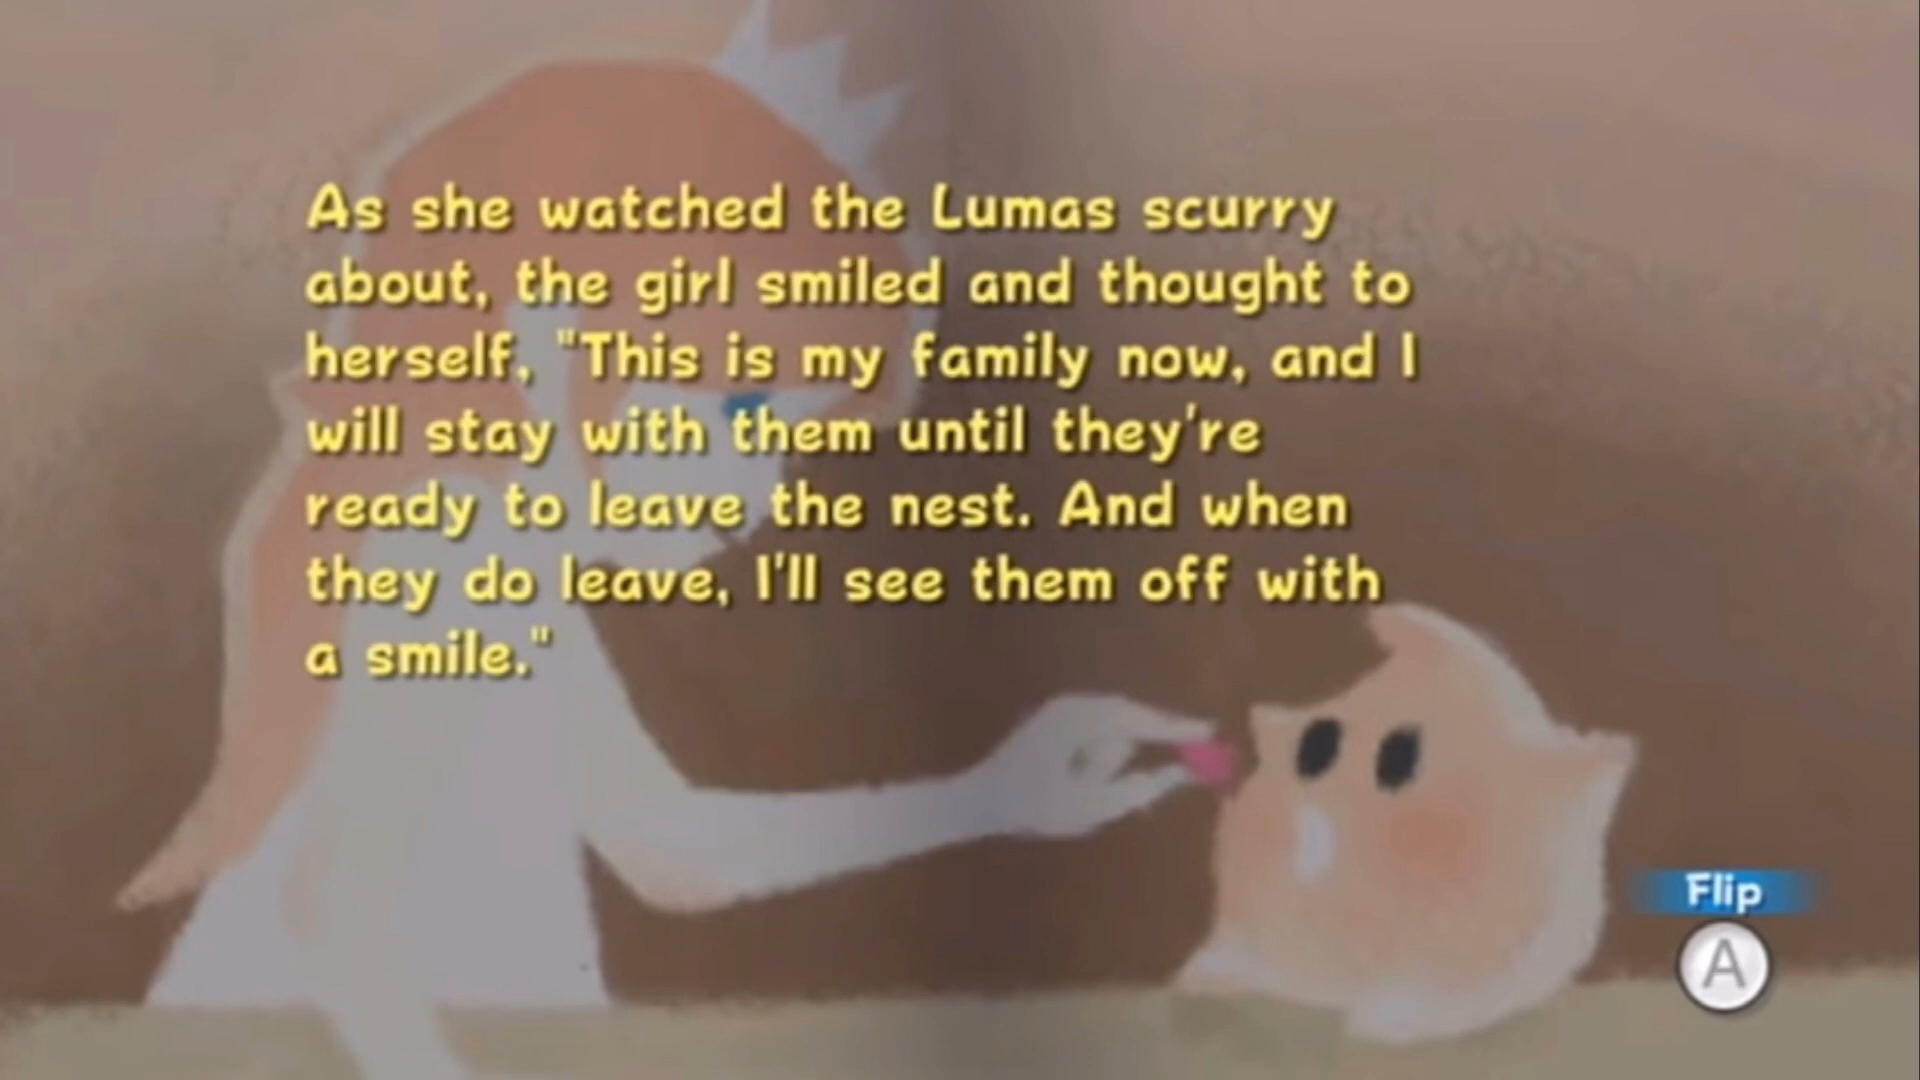 As she watched the Lumas scurry
about, the girl smiled and thought to
herself, "This is my family now, and I
will stay with them until they're
ready to leave the nest. And when
they do leave, I'll see them off with
a smile."
Flip
A